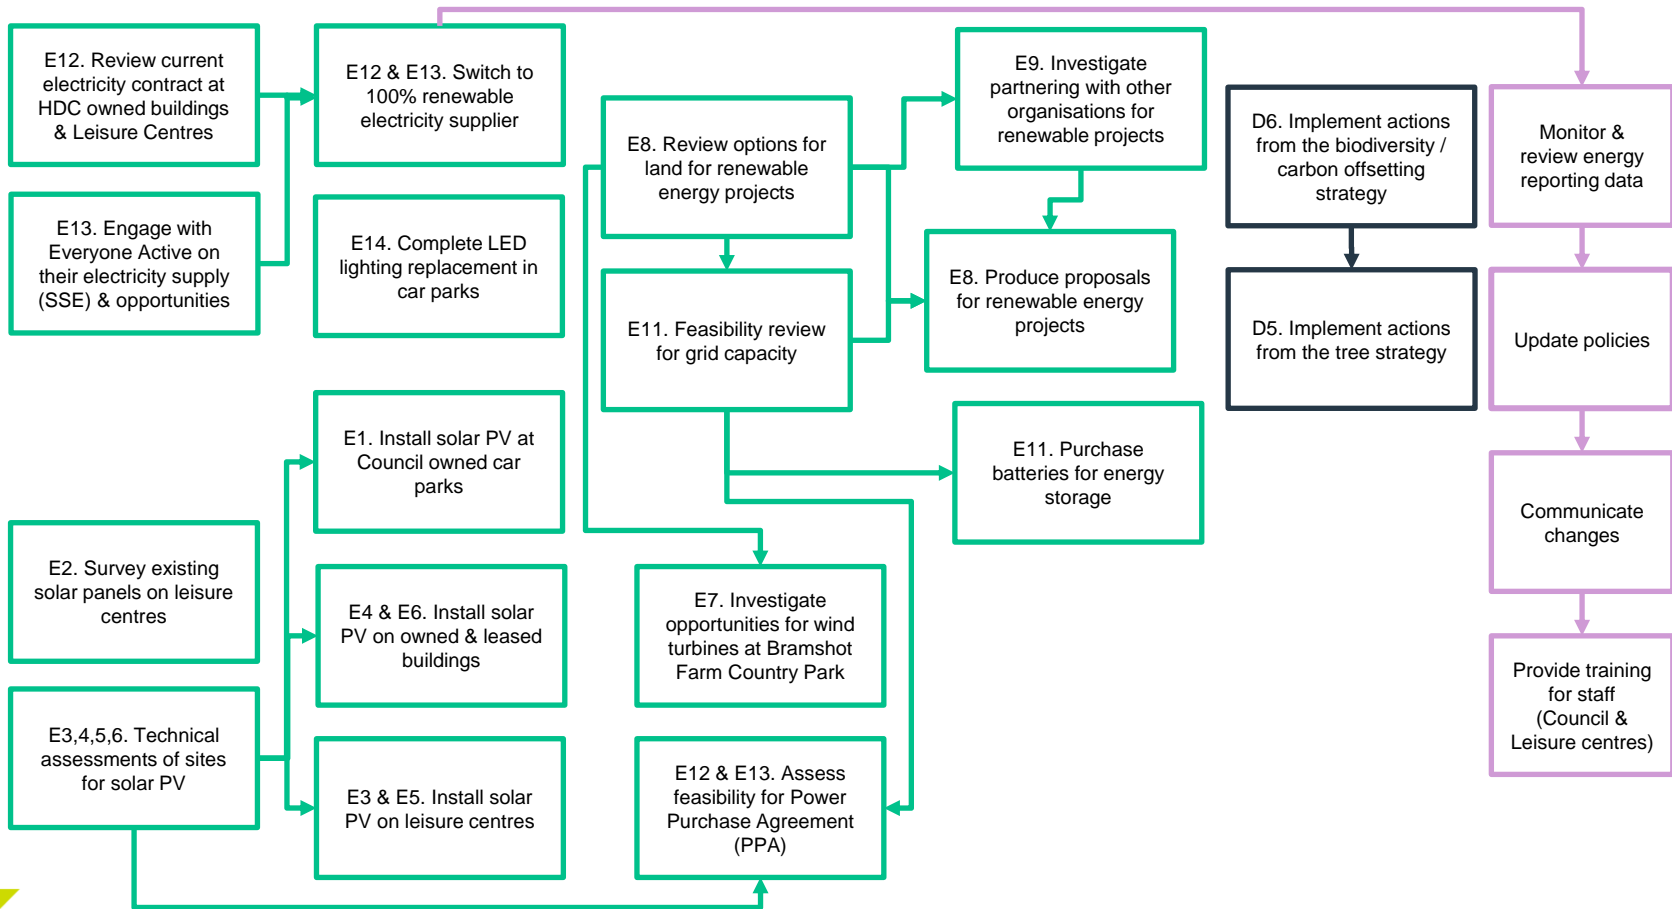 E12. Review current
electricity contract at
HDC owned buildings
& Leisure Centres
E13. Engage with
Everyone Active on
their electricity supply
(SSE) & opportunities
E2. Survey existing
solar panels on leisure
centres
E3,4,5,6. Technical
assessments of sites
for solar PV
E12 & E13. Switch to
100% renewable
electricity supplier
E14. Complete LED
lighting replacement in
car parks
E1. Install solar PV at
Council owned car
parks
E4 & E6. Install solar
PV on owned & leased
buildings
E3 & E5. Install solar
PV on leisure centres
E8. Review options for
land for renewable
energy projects
E11. Feasibility review
for grid capacity
E7. Investigate
opportunities for wind
turbines at Bramshot
Farm Country Park
E12 & E13. Assess
feasibility for Power
Purchase Agreement
(PPA)
E9. Investigate
partnering with other
organisations for
renewable projects
E8. Produce proposals
for renewable energy
projects
E11. Purchase
batteries for energy
storage
D6. Implement actions
from the biodiversity /
carbon offsetting
strategy
D5. Implement actions
from the tree strategy
Monitor &
review energy
reporting data
Update policies
Communicate
changes
Provide training
for staff
(Council &
Leisure centres)